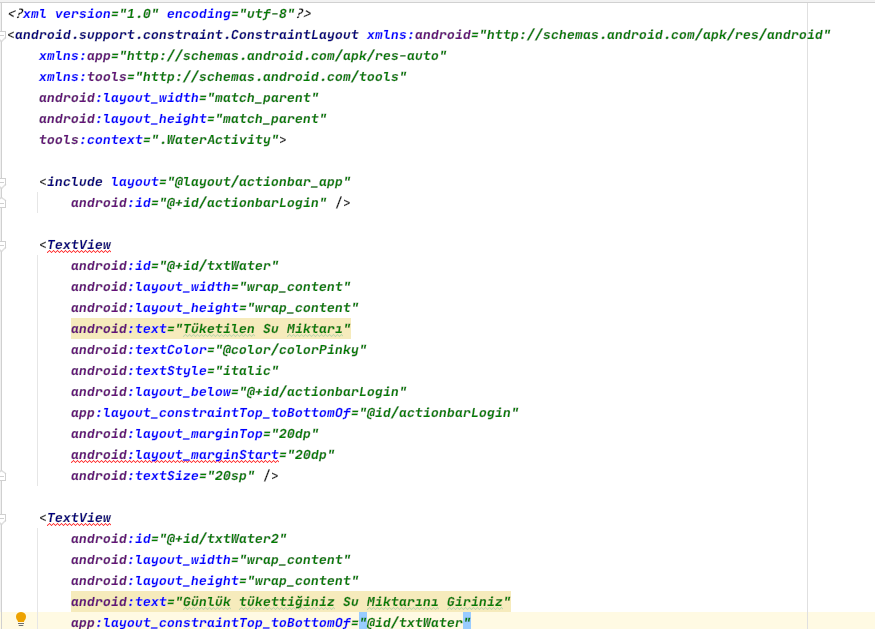 <?xml version="1.0" encoding="utf-8"?>
<android.support.constraint.ConstraintLayout xmlns:android="http://schemas.android.com/apk/res/android"
    xmlns:app="http://schemas.android.com/apk/res-auto"
    xmlns:tools="http://schemas.android.com/tools"
    android:layout_width="match_parent"
    android:layout_height="match_parent"
    tools:context=".WaterActivity">

    <include layout="@layout/actionbar_app"
        android:id="@+id/actionbarLogin" />

    <TextView
        android:id="@+id/txtWater"
        android:layout_width="wrap_content"
        android:layout_height="wrap_content"
        android:text="Tüketilen Su Miktarı"
        android:textColor="@color/colorPinky"
        android:textStyle="italic"
        android:layout_below="@+id/actionbarLogin"
        app:layout_constraintTop_toBottomOf="@id/actionbarLogin"
        android:layout_marginTop="20dp"
        android:layout_marginStart="20dp"
        android:textSize="20sp" />

    <TextView
        android:id="@+id/txtWater2"
        android:layout_width="wrap_content"
        android:layout_height="wrap_content"
        android:text="Günlük tükettiğiniz Su Miktarını Giriniz"
        app:layout_constraintTop_toBottomOf="@id/txtWater"